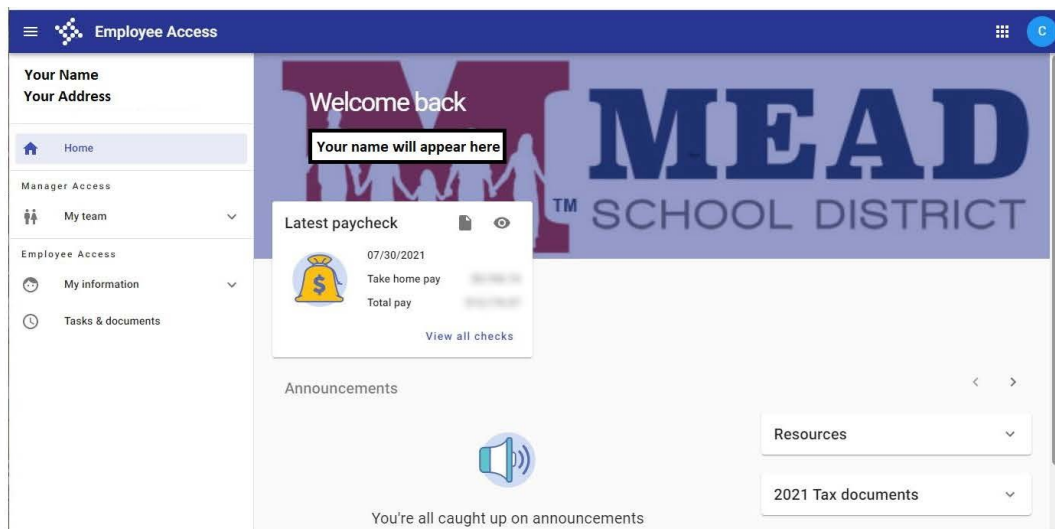 Employee Access
C
Your Name
Your Address
Home
Manager Access
My team
Employee Access
My information
Tasks & documents
Welcome back
Your name will appear here
MEAD
TM SCHOOL DISTRICT
Latest paycheck
07/30/2021
Take home pay
Total pay
View all checks
Announcements
You're all caught up on announcements
Resources
2021 Tax documents